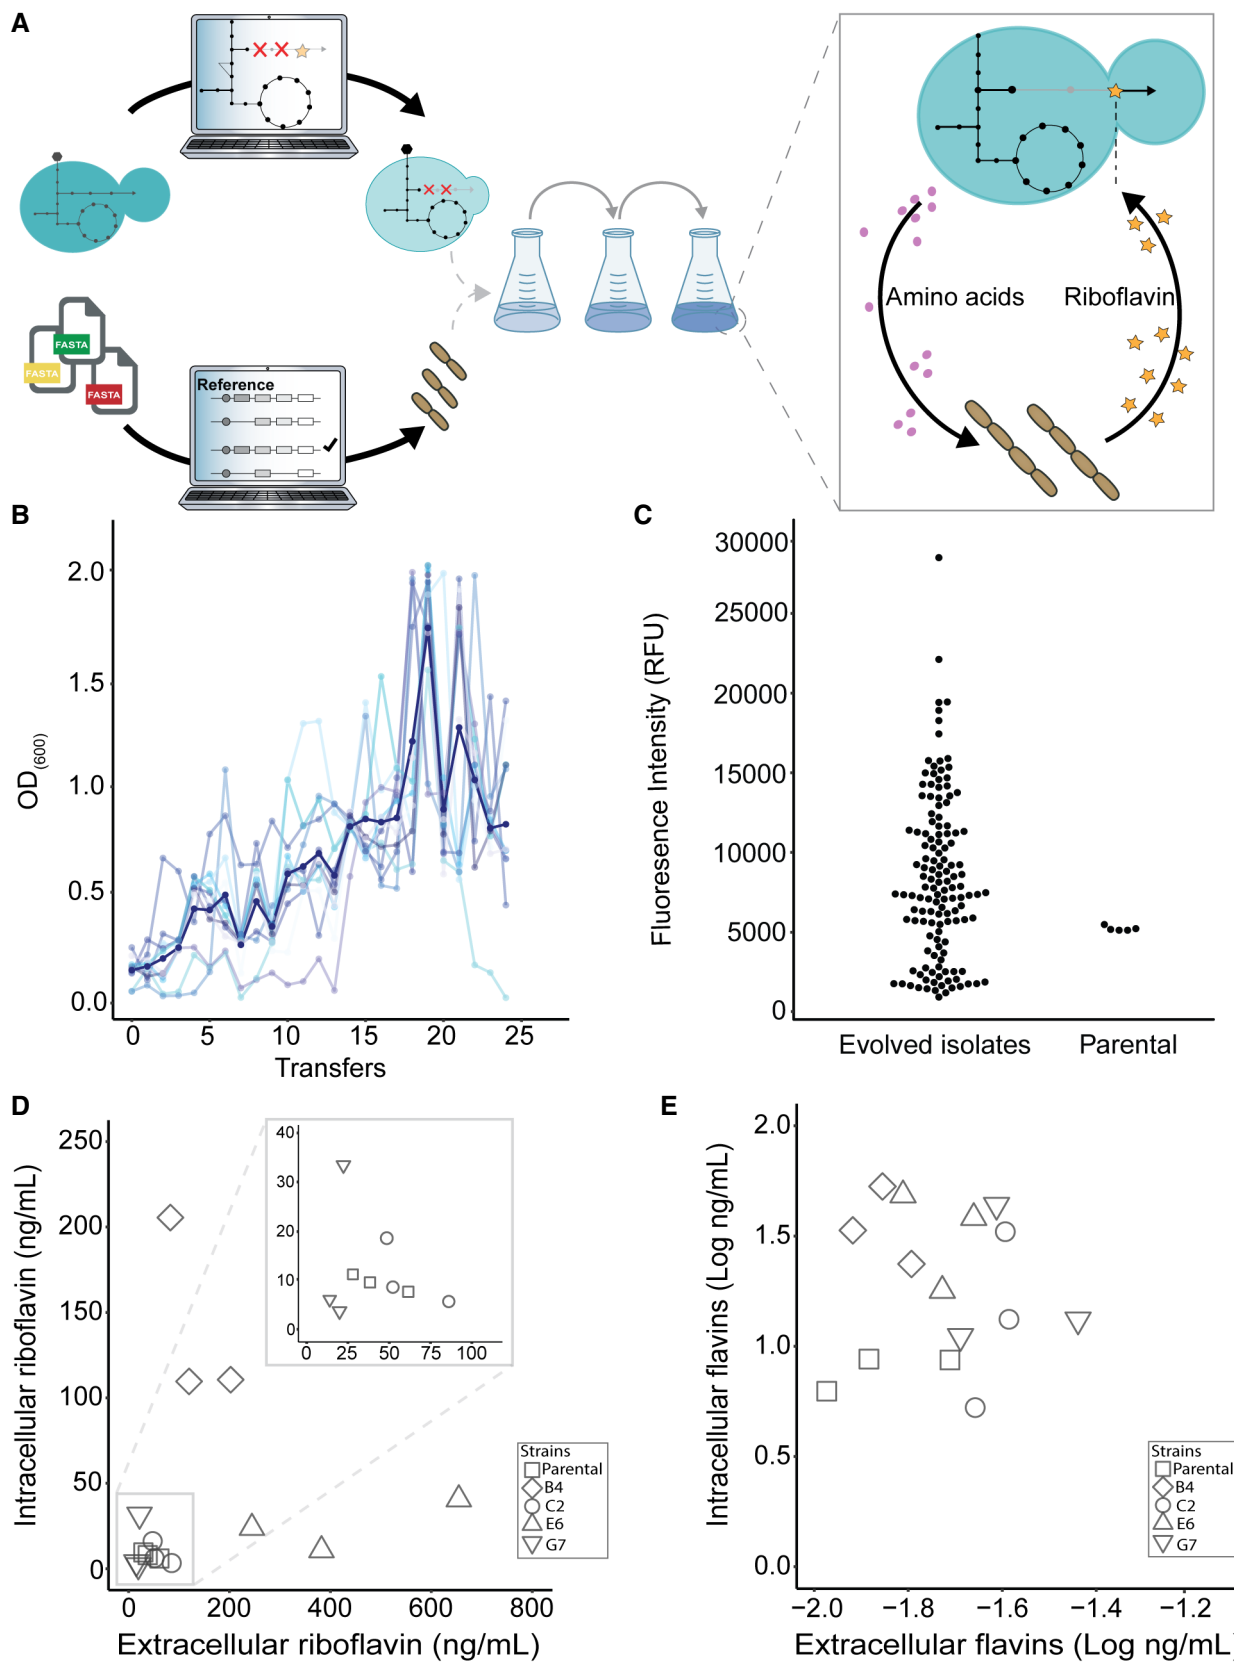 A
Reference
FASTA
FASTA
FASTA
Amino acids
Riboflavin
B
OD(600)
2.0
1.5
1.0
0.5
0.0
0
5
10
15
20
25
Transfers
C
Fluoresence Intensity (RFU)
30000
25000
20000
15000
10000
5000
0
Evolved isolates
Parental
D
Intracellular riboflavin (ng/mL)
250
200
150
100
50
0
40
30
20
10
0
0
25
50
75
100
Strains
Parental
B4
C2
E6
G7
0
200
400
600
800
Extracellular riboflavin (ng/mL)
E
Intracellular flavins (Log ng/mL)
2.0
1.5
1.0
0.5
0.0
Strains
Parental
B4
C2
E6
G7
−2.0
−1.8
−1.6
−1.4
−1.2
Extracellular flavins (Log ng/mL)